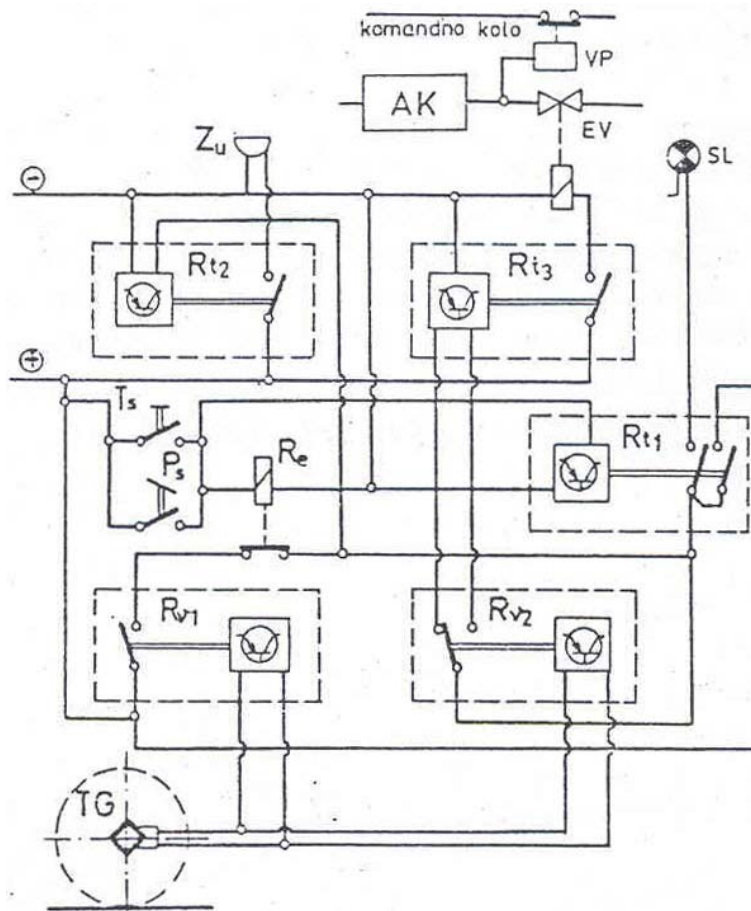 komandno kolo
VP
AK
EV
Zu
SL
⊖
Rt2
Ri3
⊕
Ts
Rt1
Ps
Re
Rv1
Rv2
TG